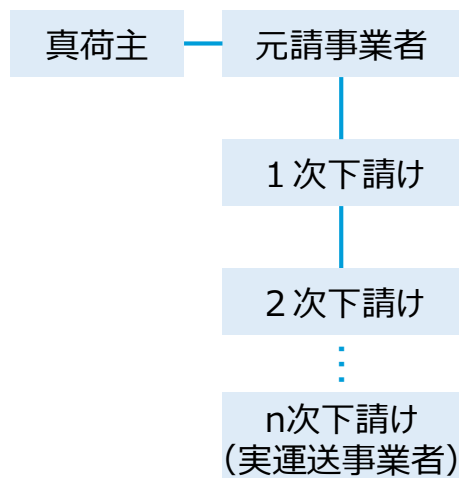 真荷主
元請事業者
１次下請け
２次下請け
n次下請け
（実運送事業者）